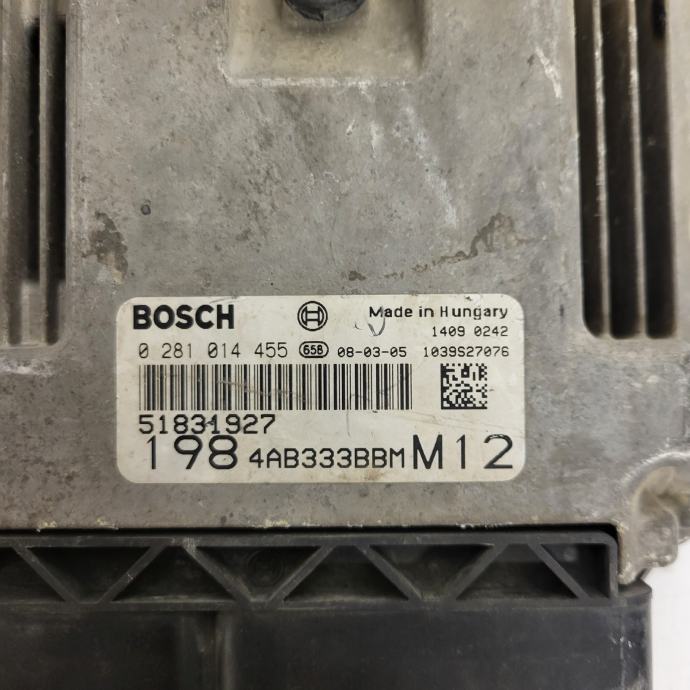 BOSCH Made in Hungary
1409 0242
0 281 014 455 658 08-03-05 1039S27076
51831927
198 4AB333BBM M12